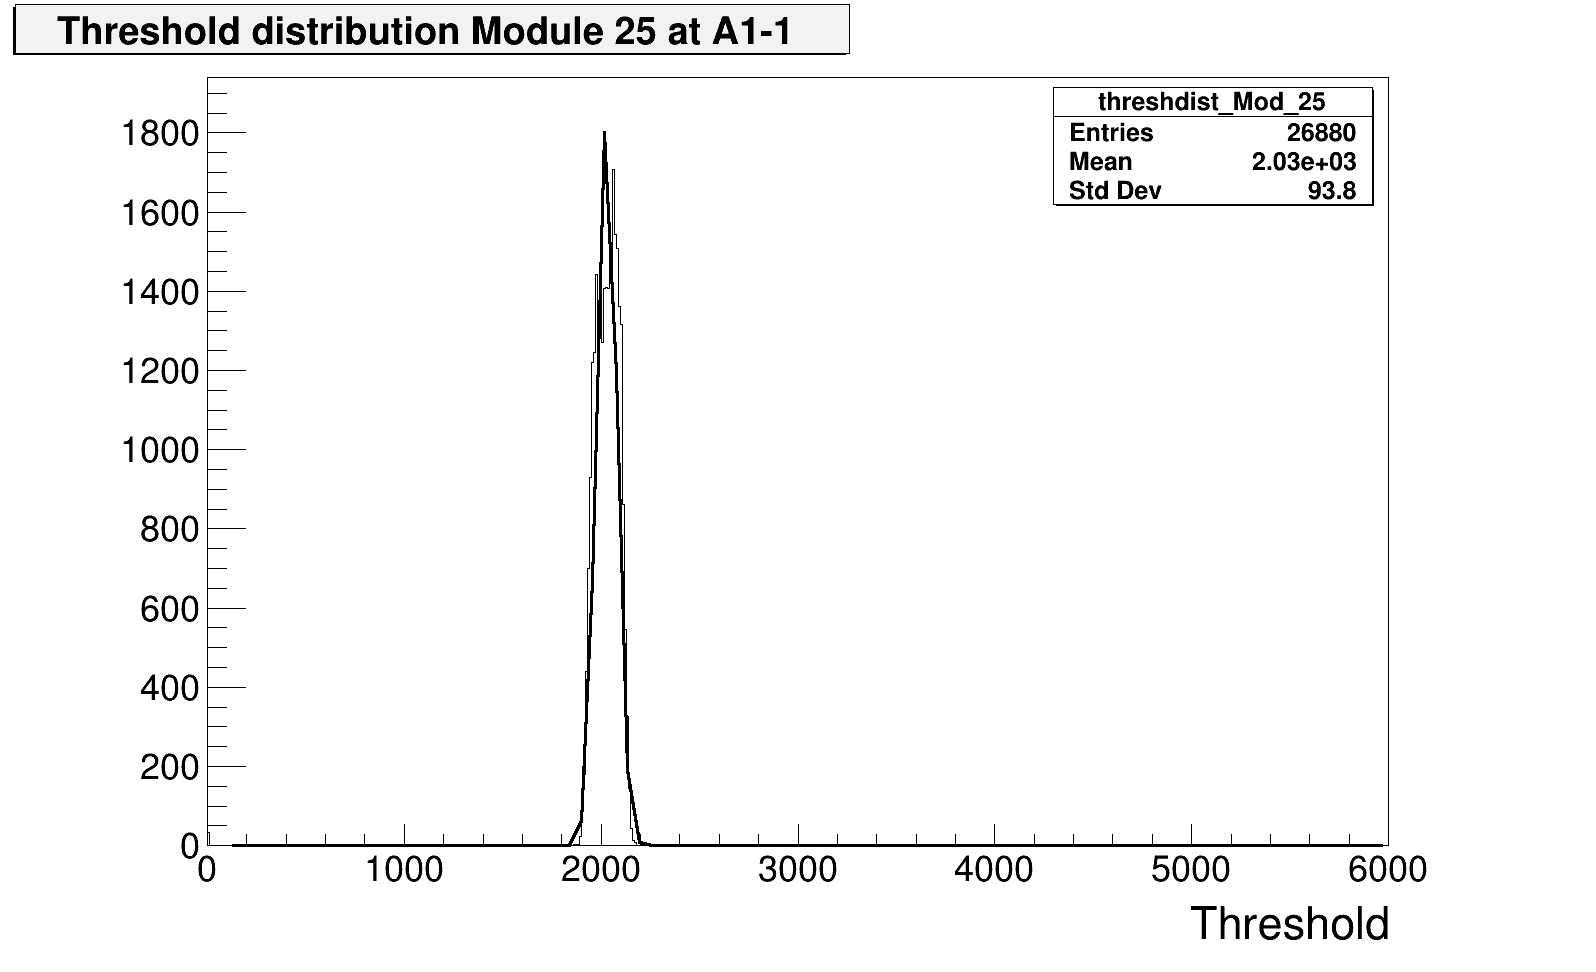 Threshold distribution Module 25 at A1-1
threshdist_Mod_25
Entries 26880
Mean 2.03e+03
Std Dev 93.8
1800
1600
1400
1200
1000
800
600
400
200
0
0 1000 2000 3000 4000 5000 6000
Threshold